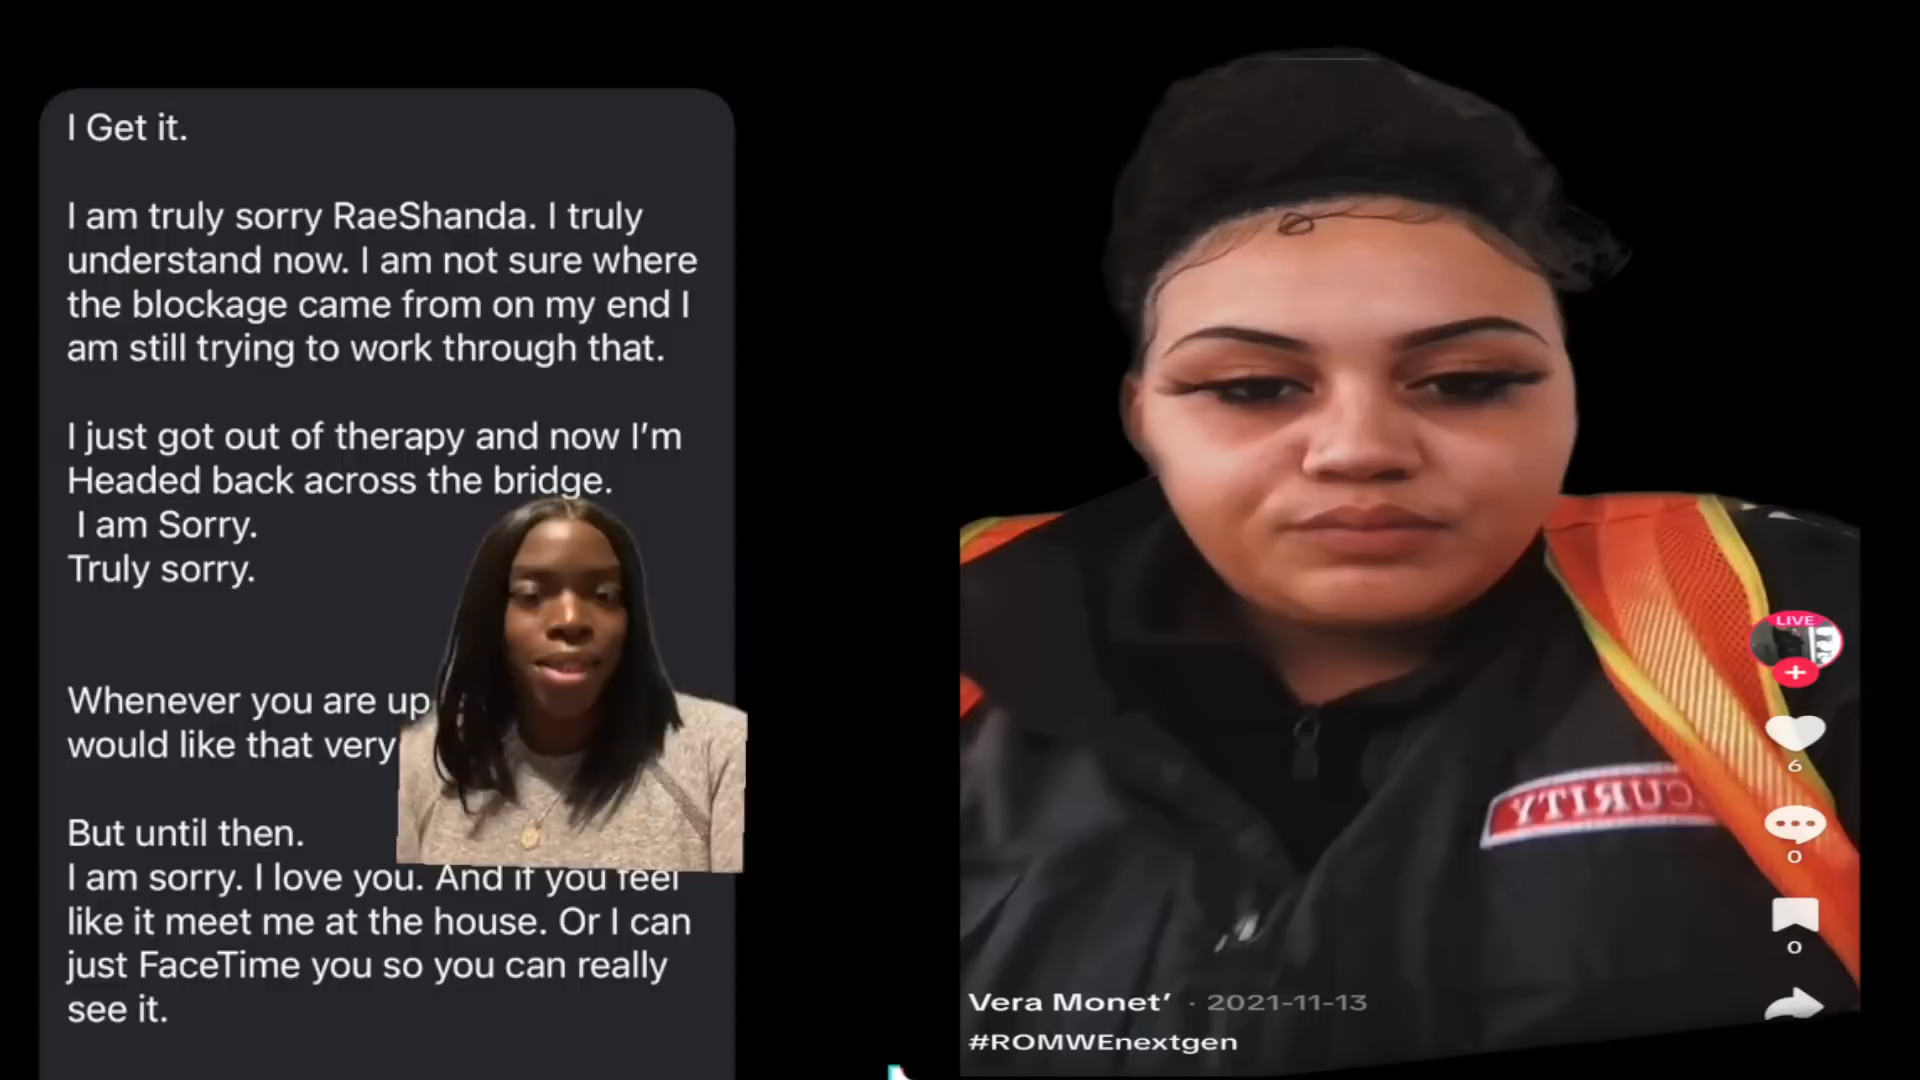 I Get it.
I am truly sorry RaeShanda. I truly
understand now. I am not sure where
the blockage came from on my end I
am still trying to work through that.
I just got out of therapy and now I’m
Headed back across the bridge.
I am Sorry.
Truly sorry.
Whenever you are up
would like that very
But until then.
I am sorry. I love you. And if you feel
like it meet me at the house. Or I can
just FaceTime you so you can really
see it.
LIVE
6
0
0
CURITY
Vera Monet’ · 2021-11-13
#ROMWEnextgen